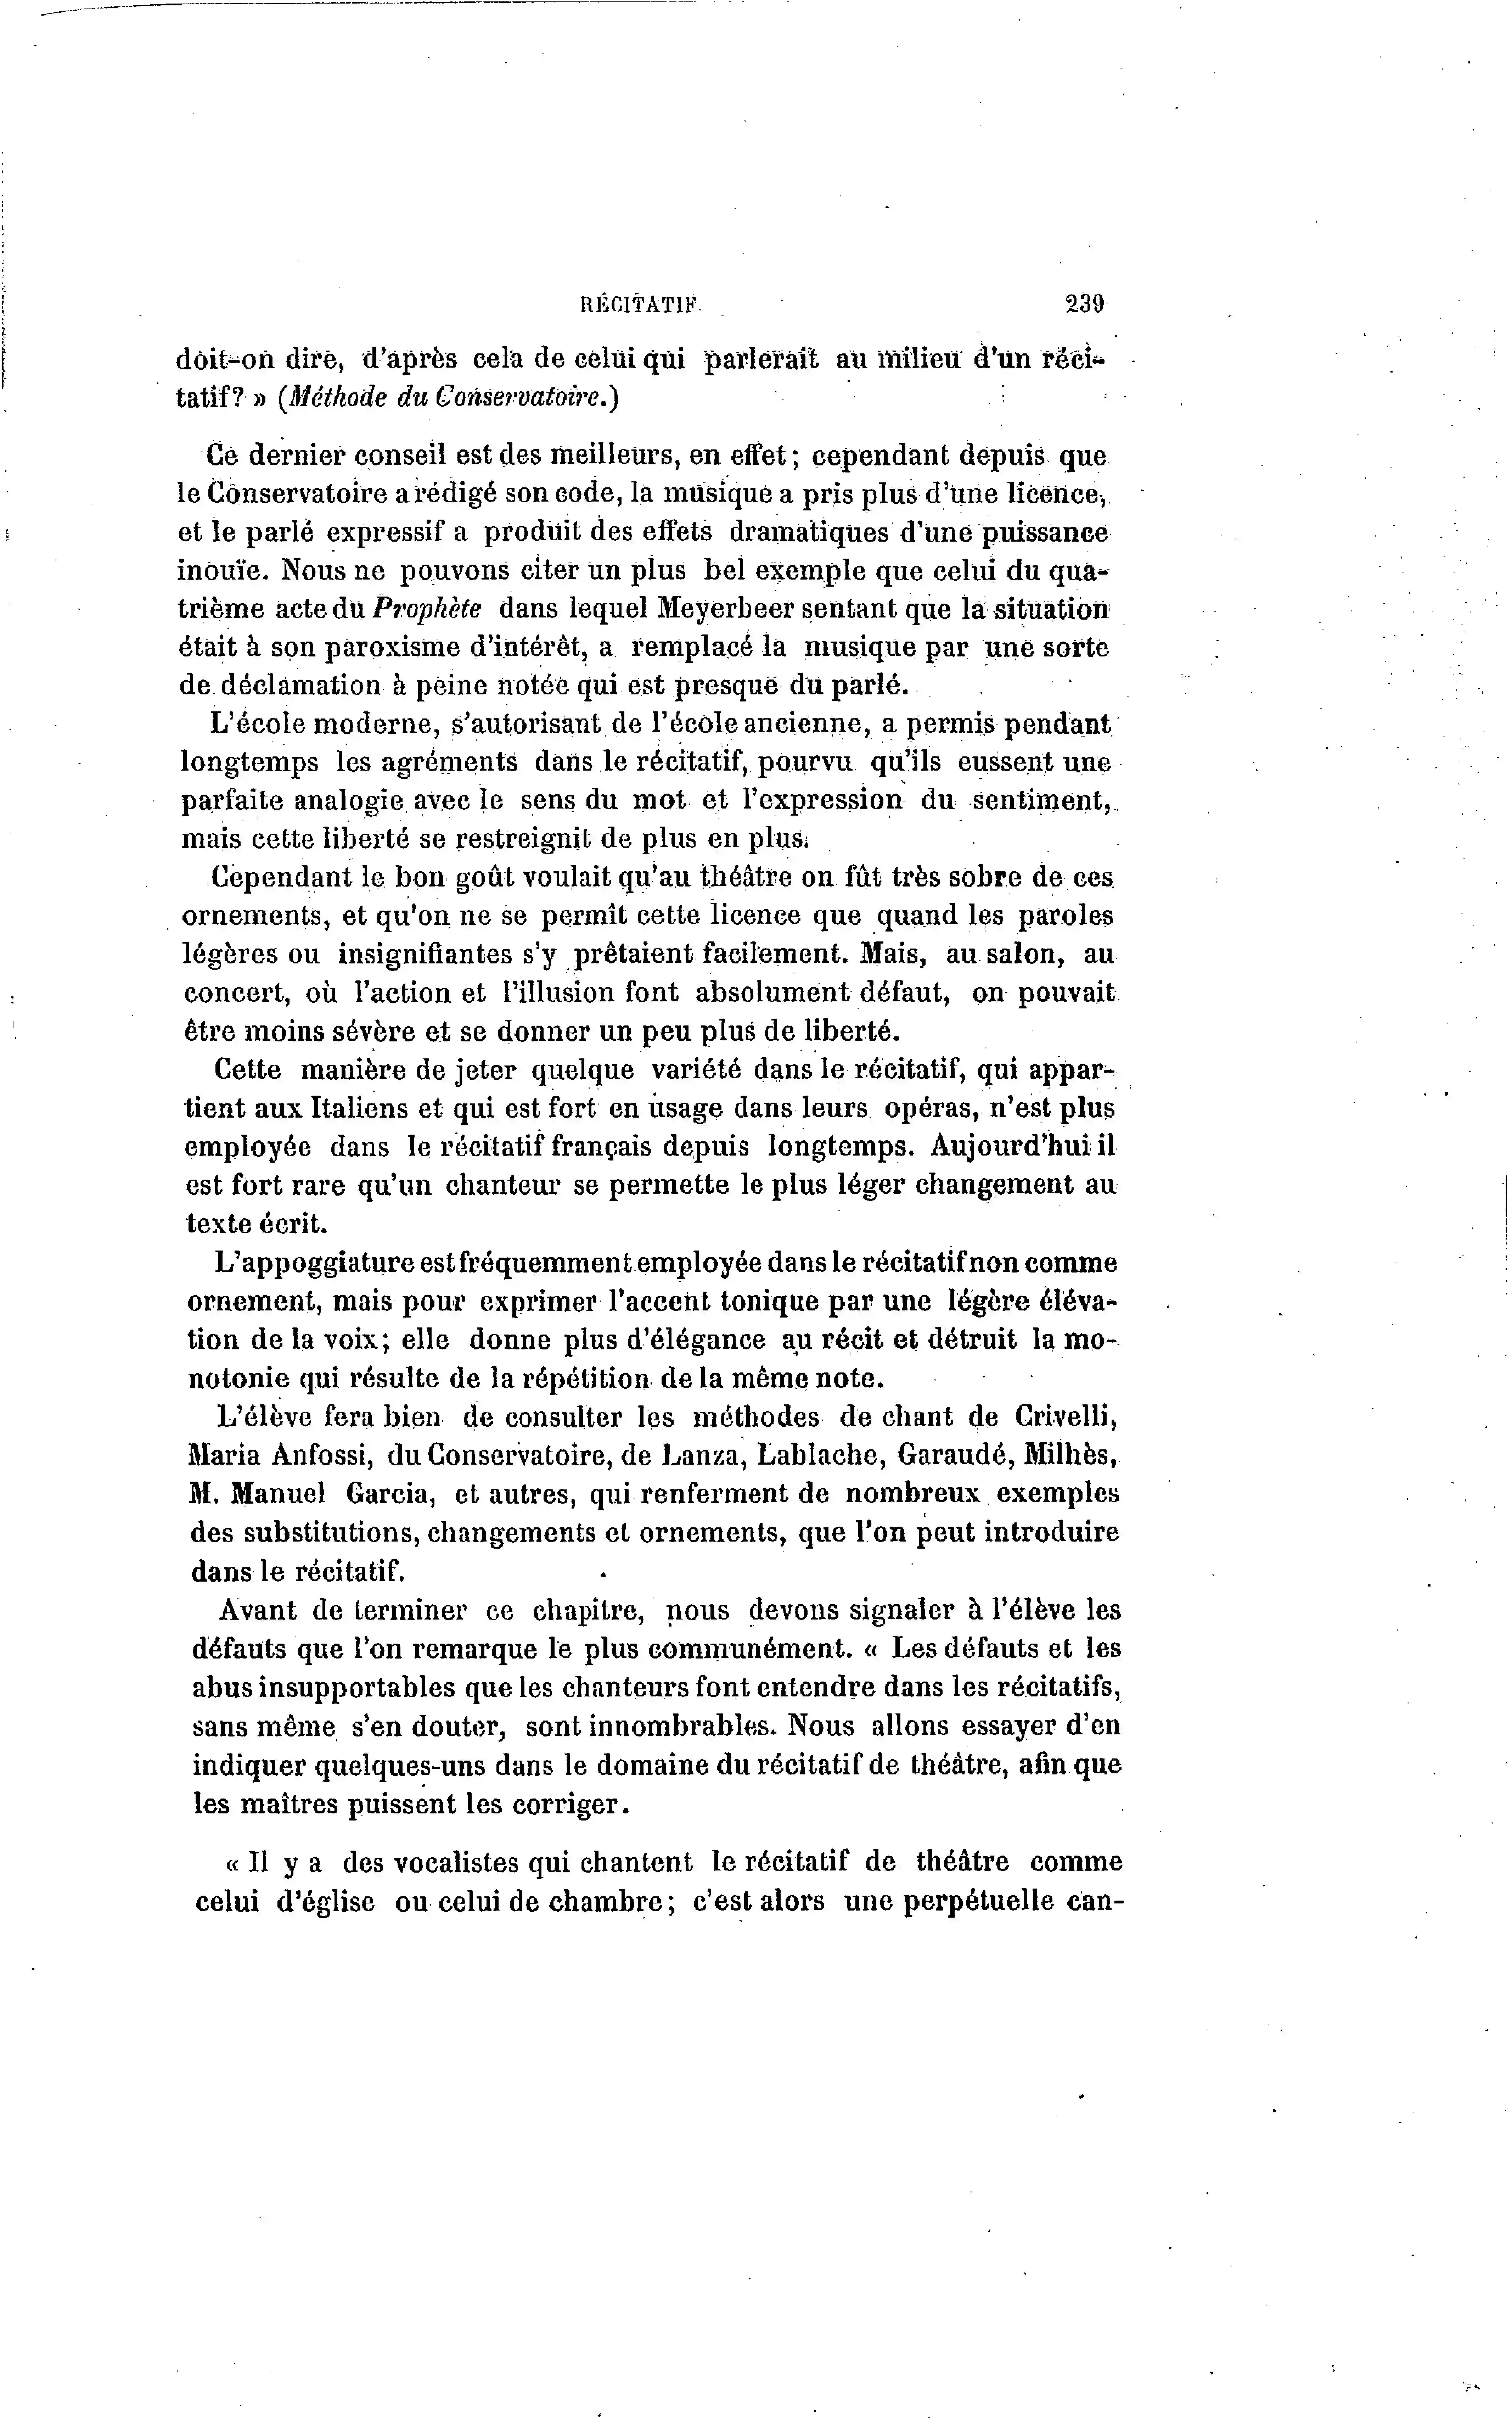 RÉCITATIF 239
doit-on dire, d'après cela de celui qui parlerait au milieu d'un réci-
tatif? » (Méthode du Conservatoire.)
Ce dernier conseil est des meilleurs, en effet; cependant depuis que
le Conservatoire a rédigé son code, la musique a pris plus d'une licence,
et le parlé expressif a produit des effets dramatiques d'une puissance
inouïe. Nous ne pouvons citer un plus bel exemple que celui du qua-
trième acte du Prophète dans lequel Meyerbeer sentant que la situation
était à son paroxisme d'intérêt, a remplacé la musique par une sorte
de déclamation à peine notée qui est presque du parlé.
L'école moderne, s'autorisant de l'école ancienne, a permis pendant
longtemps les agréments dans le récitatif, pourvu qu'ils eussent une
parfaite analogie avec le sens du mot et l'expression du sentiment,
mais cette liberté se restreignit de plus en plus.
Cependant le bon goût voulait qu'au théâtre on fût très sobre de ces
ornements, et qu'on ne se permît cette licence que quand les paroles
légères ou insignifiantes s'y prêtaient facilement. Mais, au salon, au
concert, où l'action et l'illusion font absolument défaut, on pouvait
être moins sévère et se donner un peu plus de liberté.
Cette manière de jeter quelque variété dans le récitatif, qui appar-
tient aux Italiens et qui est fort en usage dans leurs opéras, n'est plus
employée dans le récitatif français depuis longtemps. Aujourd'hui il
est fort rare qu'un chanteur se permette le plus léger changement au
texte écrit.
L'appoggiature est fréquemment employée dans le récitatif non comme
ornement, mais pour exprimer l'accent tonique par une légère éléva-
tion de la voix; elle donne plus d'élégance au récit et détruit la mo-
notonie qui résulte de la répétition de la même note.
L'élève fera bien de consulter les méthodes de chant de Crivelli,
Maria Anfossi, du Conservatoire, de Lanza, Lablache, Garaudé, Milhès,
M. Manuel Garcia, et autres, qui renferment de nombreux exemples
des substitutions, changements et ornements, que l'on peut introduire
dans le récitatif.
Avant de terminer ce chapitre, nous devons signaler à l'élève les
défauts que l'on remarque le plus communément. « Les défauts et les
abus insupportables que les chanteurs font entendre dans les récitatifs,
sans même s'en douter, sont innombrables. Nous allons essayer d'en
indiquer quelques-uns dans le domaine du récitatif de théâtre, afin que
les maîtres puissent les corriger.
« Il y a des vocalistes qui chantent le récitatif de théâtre comme
celui d'église ou celui de chambre; c'est alors une perpétuelle can-